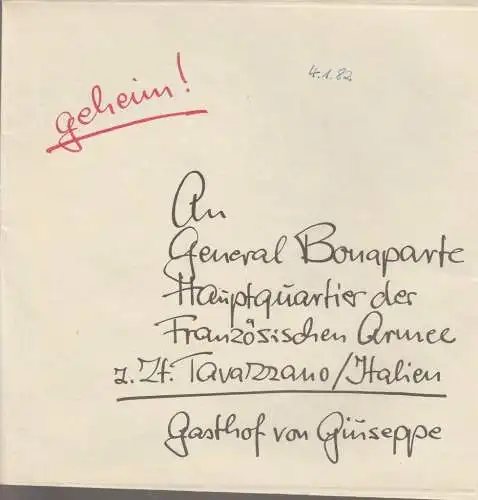 geheim!
4.1.82
An
General Bonaparte
Hauptquartier der
Französischen Armee
z. Zt. Tavazzano/Italien
Gasthof von Giuseppe